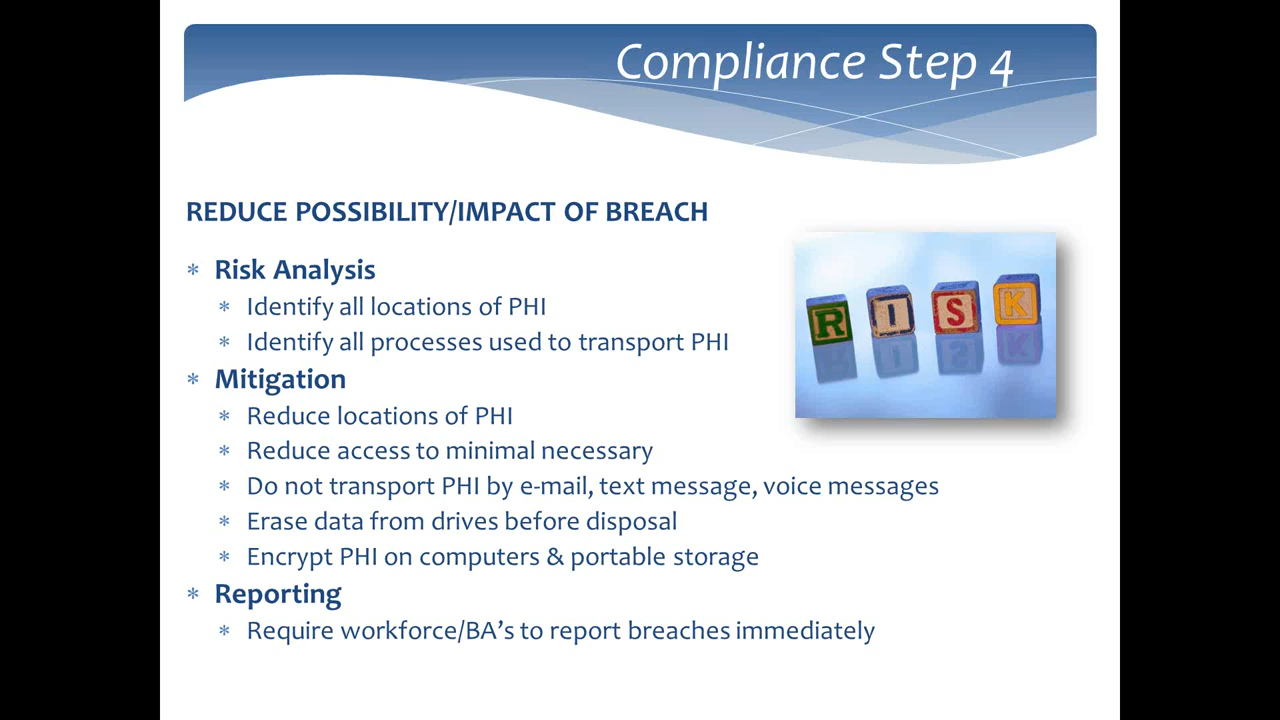 Compliance Step 4
REDUCE POSSIBILITY/IMPACT OF BREACH
* Risk Analysis
* Identify all locations of PHI
* Identify all processes used to transport PHI
* Mitigation
* Reduce locations of PHI
* Reduce access to minimal necessary
* Do not transport PHI by e-mail, text message, voice messages
* Erase data from drives before disposal
* Encrypt PHI on computers & portable storage
* Reporting
* Require workforce/BA’s to report breaches immediately
RISK